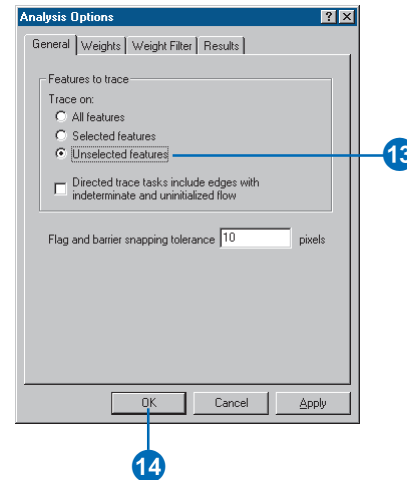 Analysis Options
General Weights Weight Filter Results
Features to trace
Trace on:
All features
Selected features
Unselected features
13
Directed trace tasks include edges with
indeterminate and uninitialized flow
Flag and barrier snapping tolerance 10 pixels
OK Cancel Apply
14